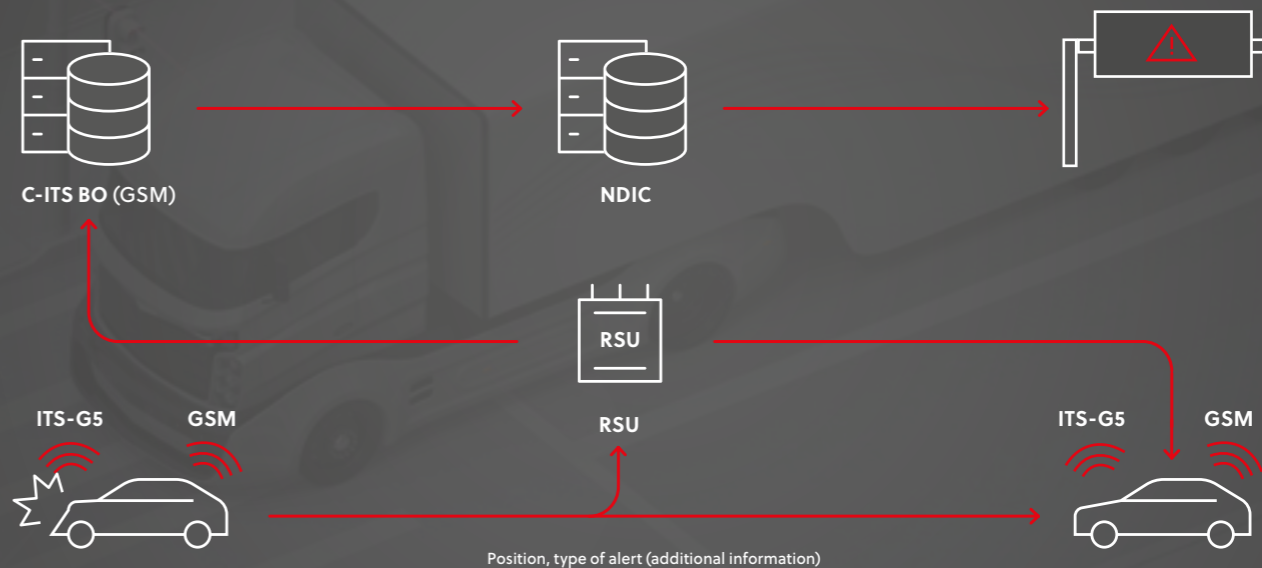 C-ITS BO (GSM)
NDIC
RSU
RSU
ITS-G5
GSM
ITS-G5
GSM
Position, type of alert (additional information)